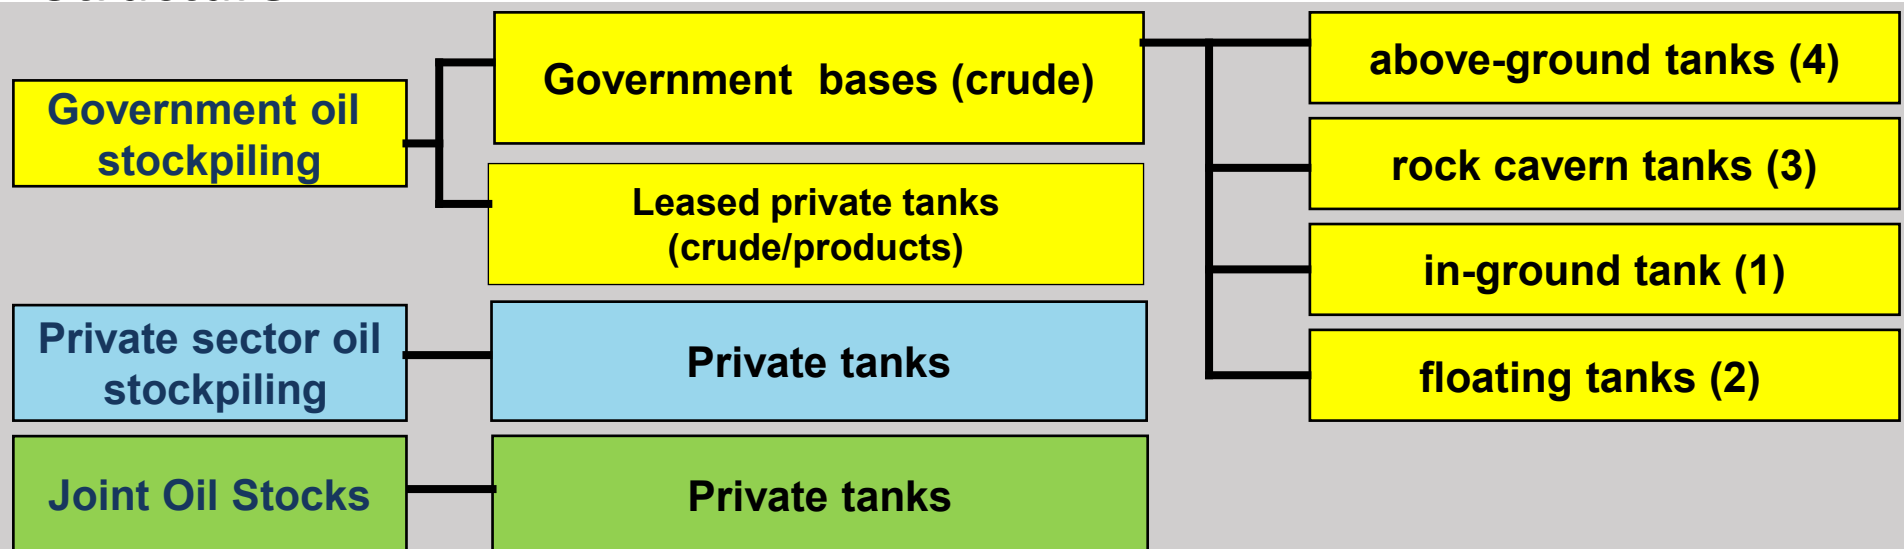 Government oil
stockpiling
Government bases (crude)
Leased private tanks
(crude/products)
above-ground tanks (4)
rock cavern tanks (3)
in-ground tank (1)
floating tanks (2)
Private sector oil
stockpiling
Private tanks
Joint Oil Stocks
Private tanks